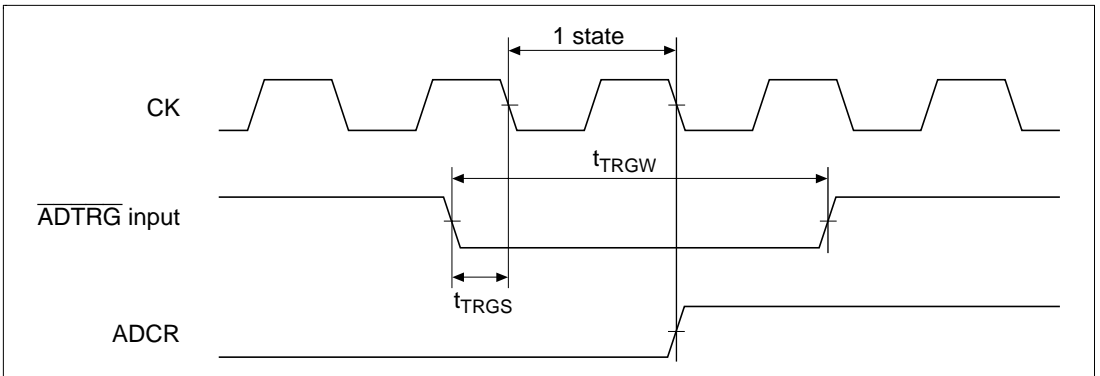 1 state
CK
tTRGW
ADTRG input
tTRGS
ADCR